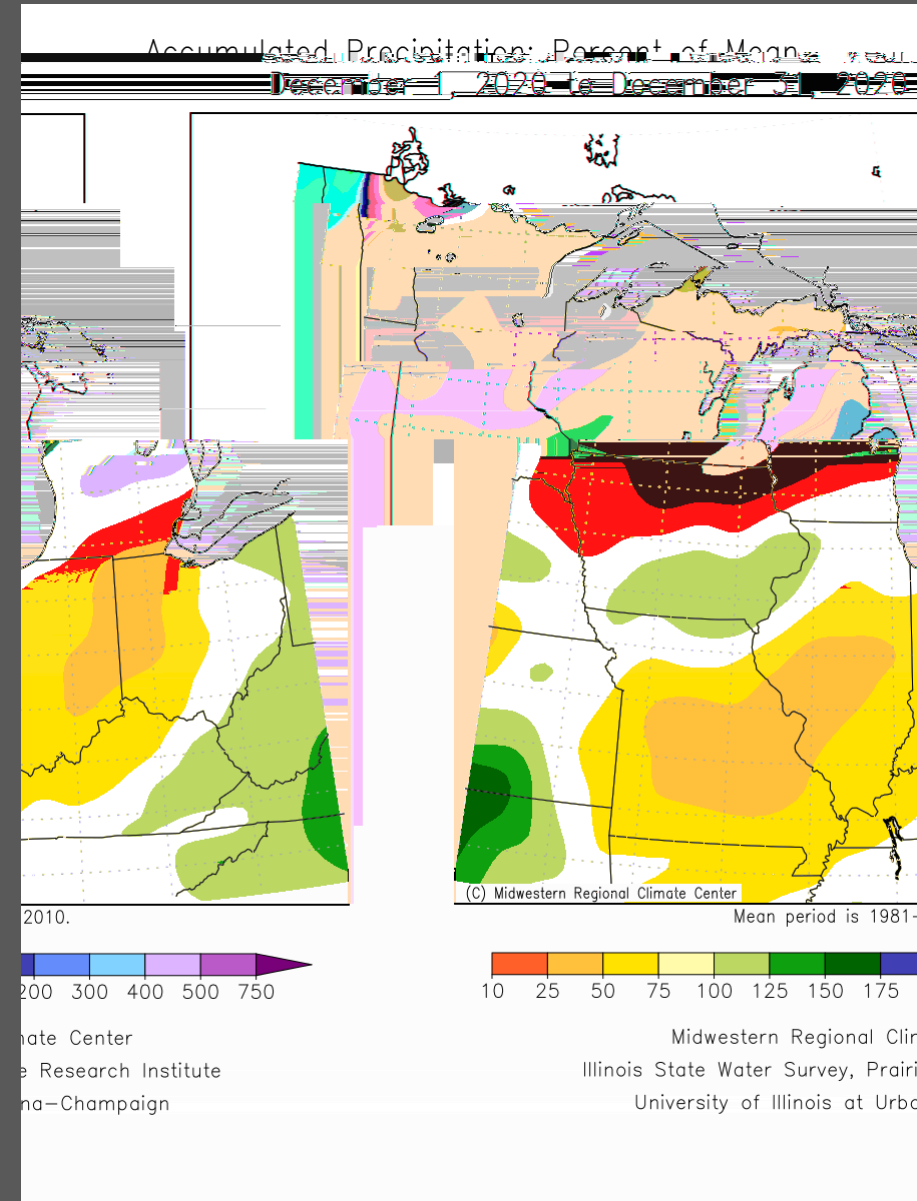 Accumulated Precipitation: Percent of Mean
December 1, 2020 to December 31, 2020
(C) Midwestern Regional Climate Center
2010.
Mean period is 1981-
200 300 400 500 750
10 25 50 75 100 125 150 175
mate Center
Midwestern Regional Clim
e Research Institute
Illinois State Water Survey, Prairi
na-Champaign
University of Illinois at Urba